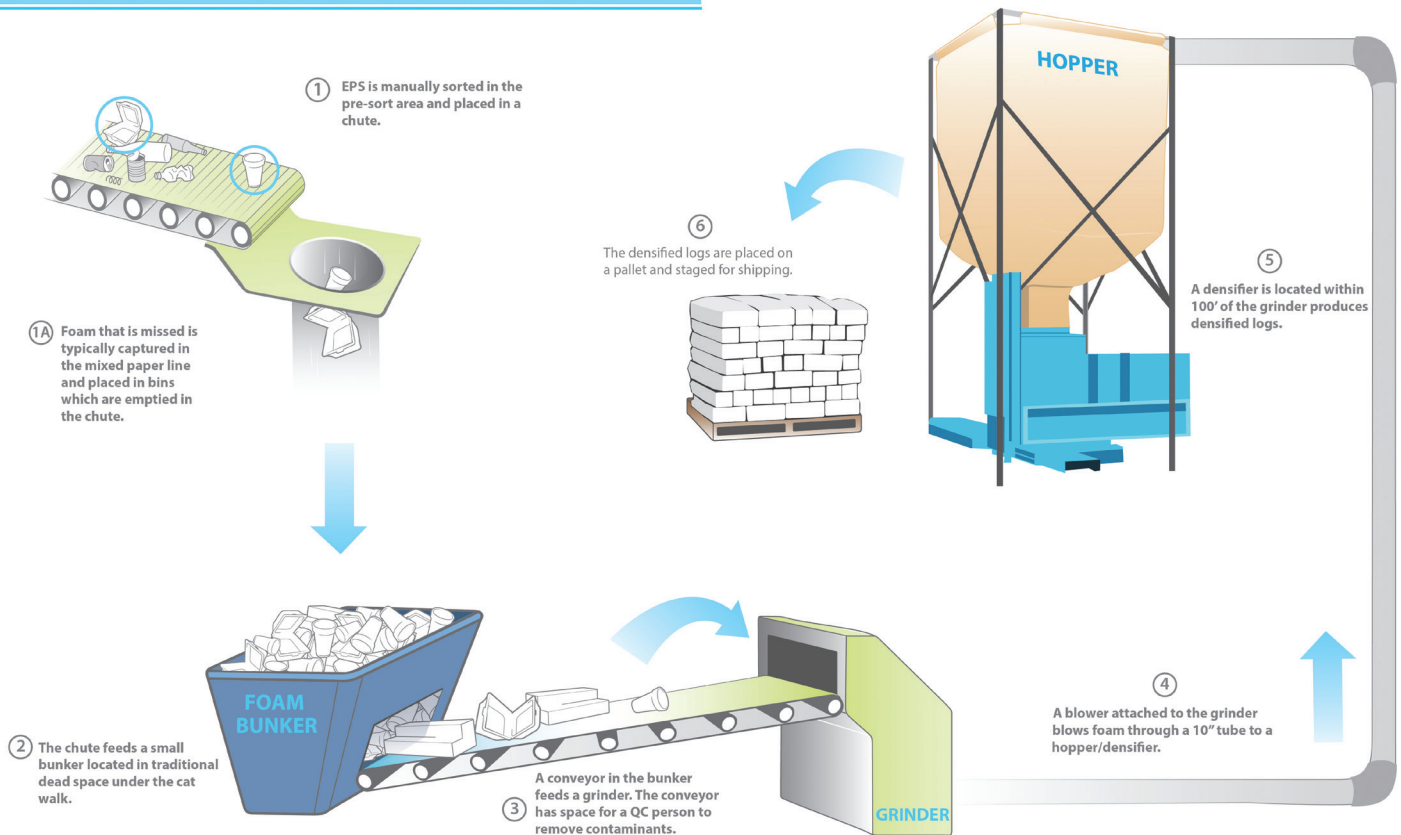 1
EPS is manually sorted in the
pre-sort area and placed in a
chute.
1A
Foam that is missed is
typically captured in
the mixed paper line
and placed in bins
which are emptied in
the chute.
2
The chute feeds a small
bunker located in traditional
dead space under the cat
walk.
FOAM
BUNKER
3
A conveyor in the bunker
feeds a grinder. The conveyor
has space for a QC person to
remove contaminants.
GRINDER
4
A blower attached to the grinder
blows foam through a 10" tube to a
hopper/densifier.
HOPPER
5
A densifier is located within
100' of the grinder produces
densified logs.
6
The densified logs are placed on
a pallet and staged for shipping.